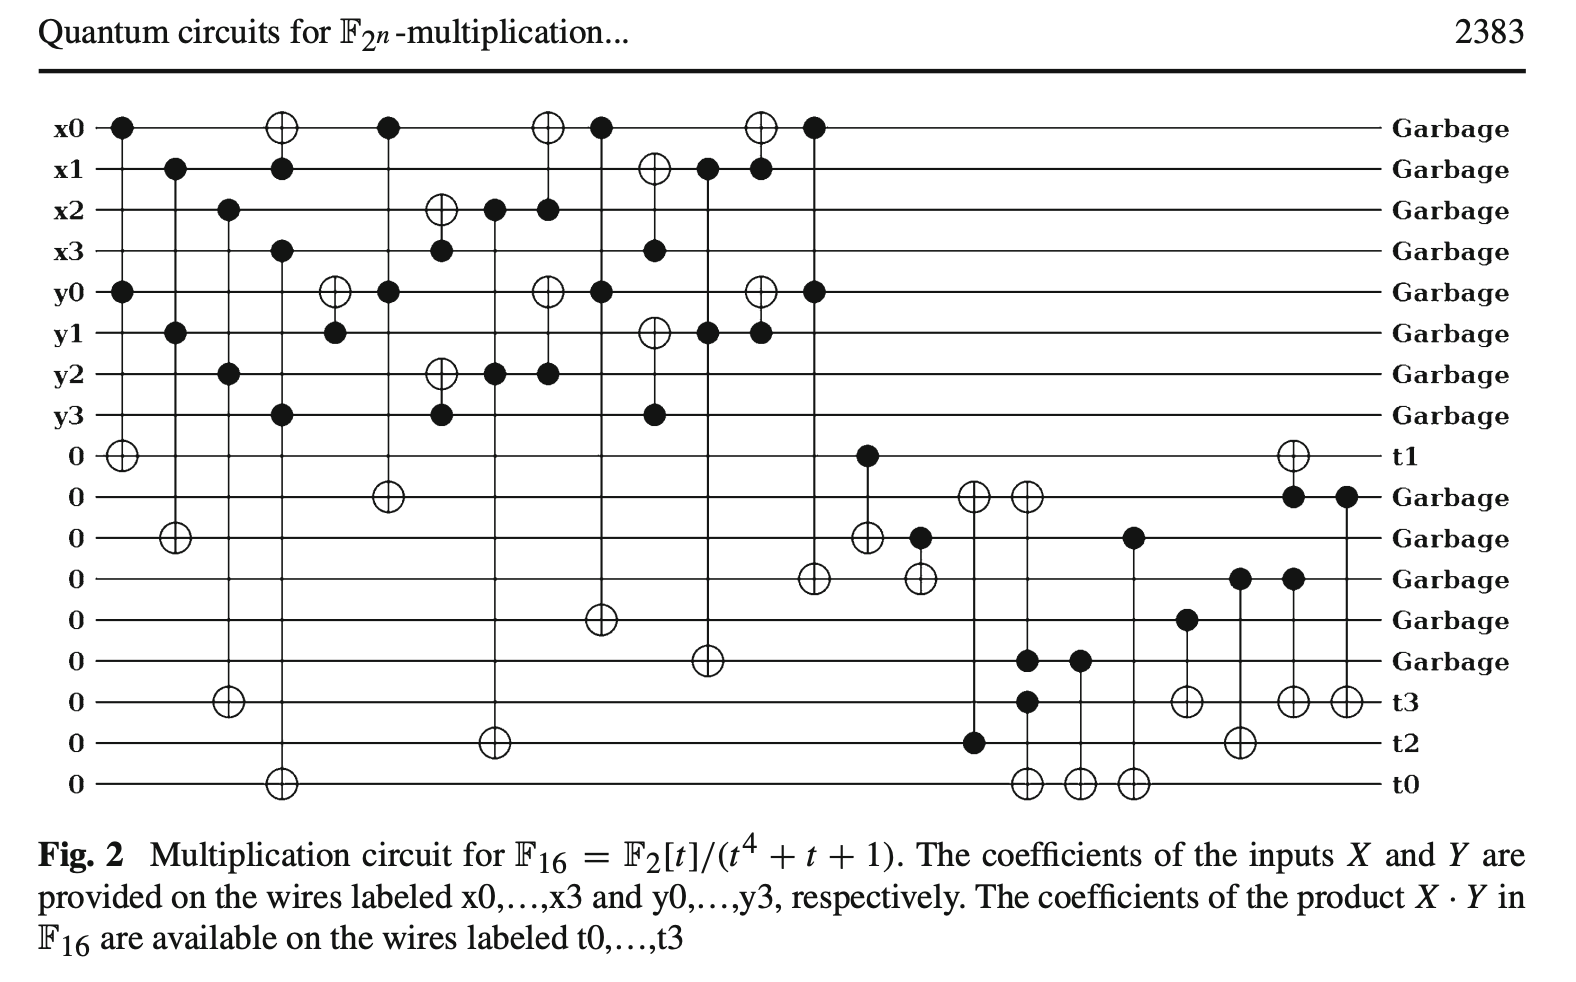 Quantum circuits for 𝔽₂ₙ-multiplication... 2383
x0 Garbage
x1 Garbage
x2 Garbage
x3 Garbage
y0 Garbage
y1 Garbage
y2 Garbage
y3 Garbage
0 t1
0 Garbage
0 Garbage
0 Garbage
0 Garbage
0 Garbage
0 t3
0 t2
0 t0
Fig. 2 Multiplication circuit for 𝔽₁₆ = 𝔽₂[t]/(t⁴ + t + 1). The coefficients of the inputs X and Y are
provided on the wires labeled x0,...,x3 and y0,...,y3, respectively. The coefficients of the product X · Y in
𝔽₁₆ are available on the wires labeled t0,...,t3